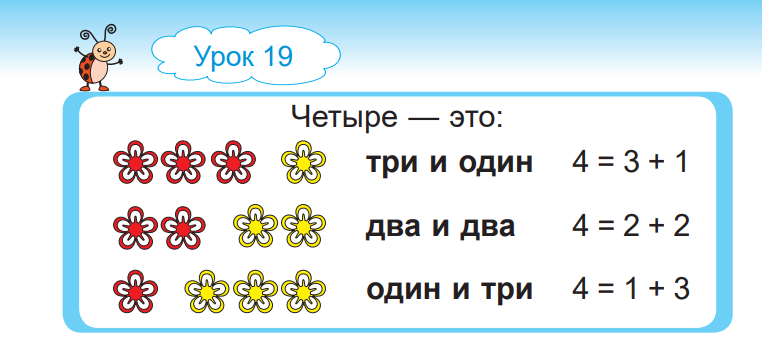 Урок 19
Четыре — это:
три и один 4 = 3 + 1
два и два 4 = 2 + 2
один и три 4 = 1 + 3